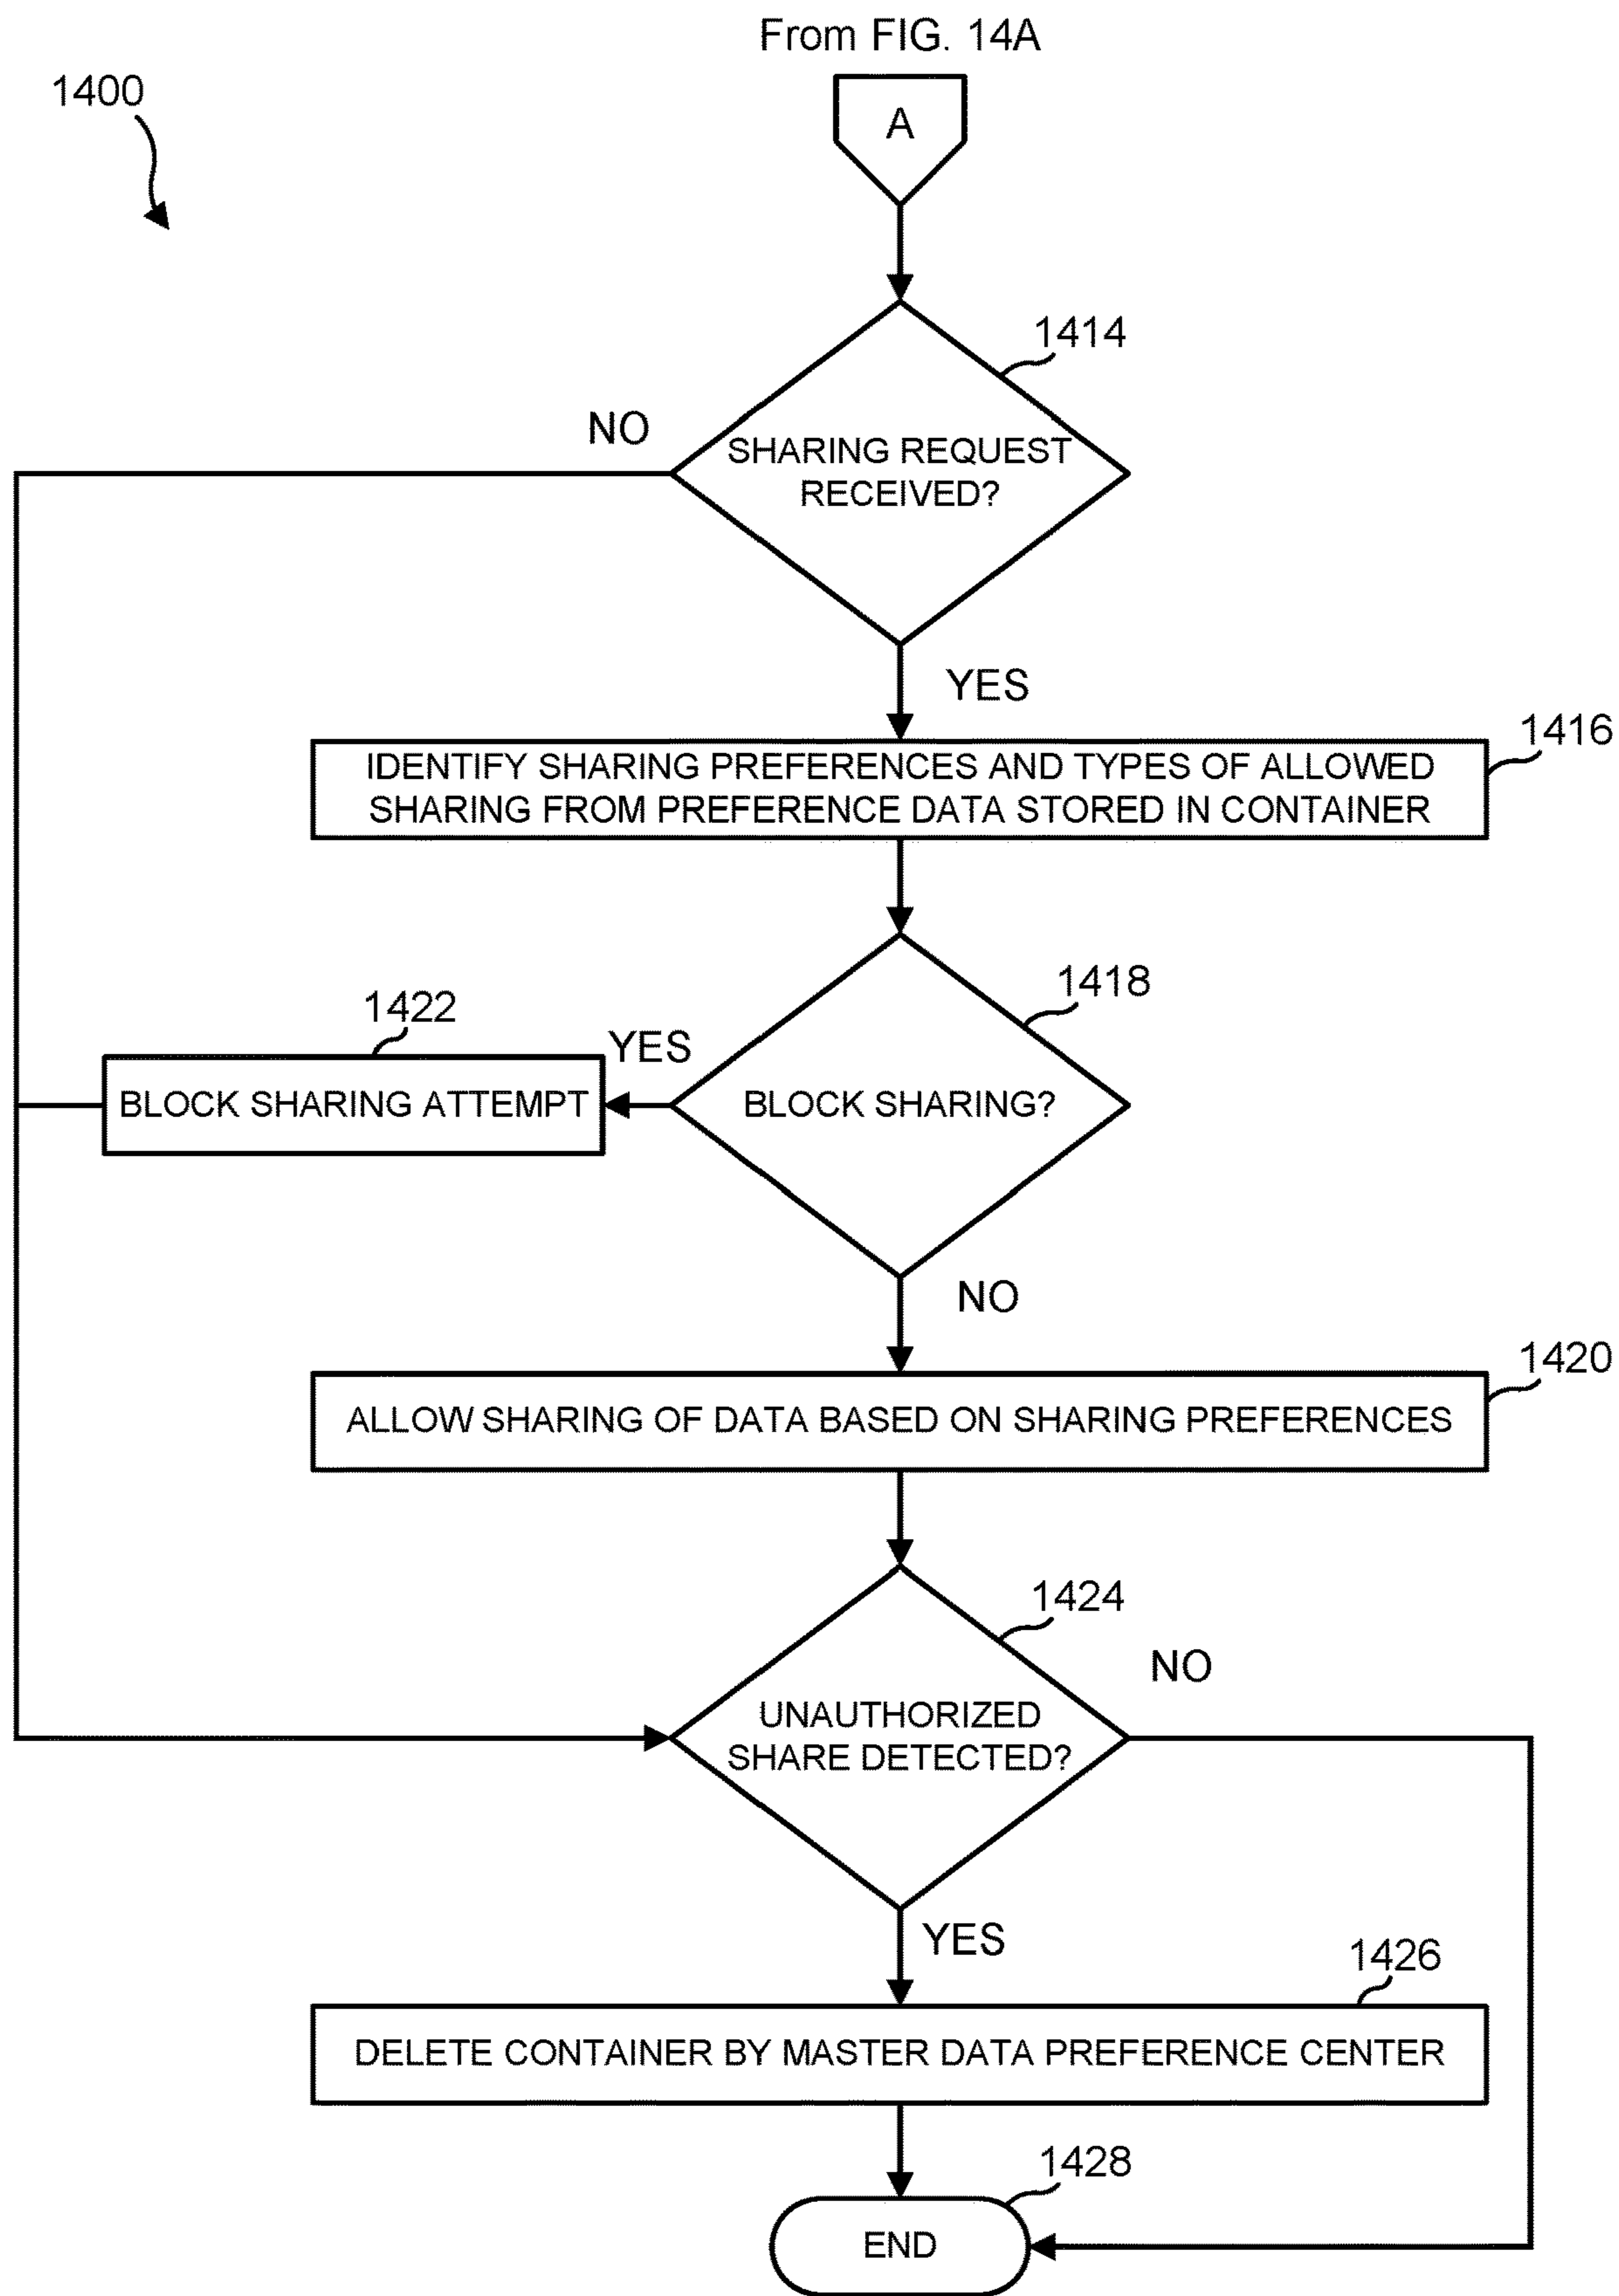 From FIG. 14A
1400
A
1414
NO
SHARING REQUEST
RECEIVED?
YES
1416
IDENTIFY SHARING PREFERENCES AND TYPES OF ALLOWED
SHARING FROM PREFERENCE DATA STORED IN CONTAINER
1418
1422
YES
BLOCK SHARING ATTEMPT
BLOCK SHARING?
NO
1420
ALLOW SHARING OF DATA BASED ON SHARING PREFERENCES
1424
NO
UNAUTHORIZED
SHARE DETECTED?
YES
1426
DELETE CONTAINER BY MASTER DATA PREFERENCE CENTER
1428
END